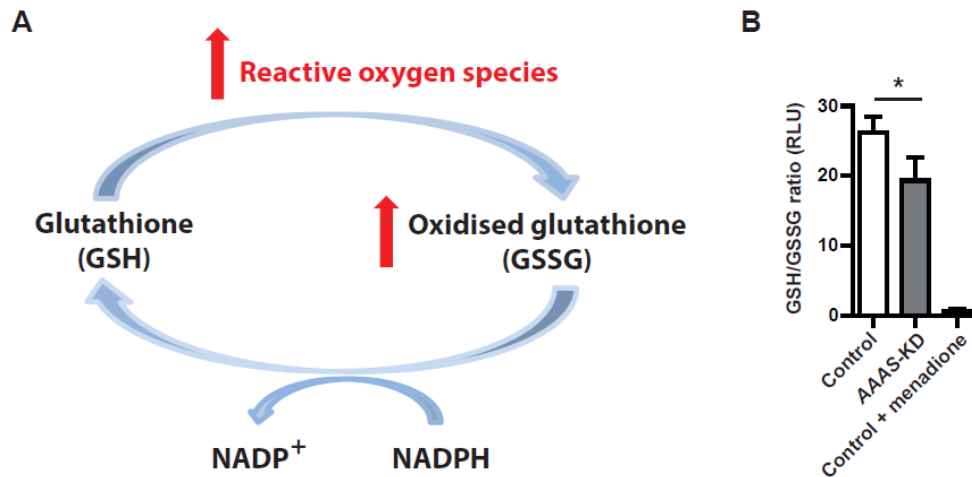 A
Reactive oxygen species
Glutathione
(GSH)
Oxidised glutathione
(GSSG)
NADP+
NADPH
B
*
GSH/GSSG ratio (RLU)
30
20
10
0
Control
AAAS-KD
Control + menadione